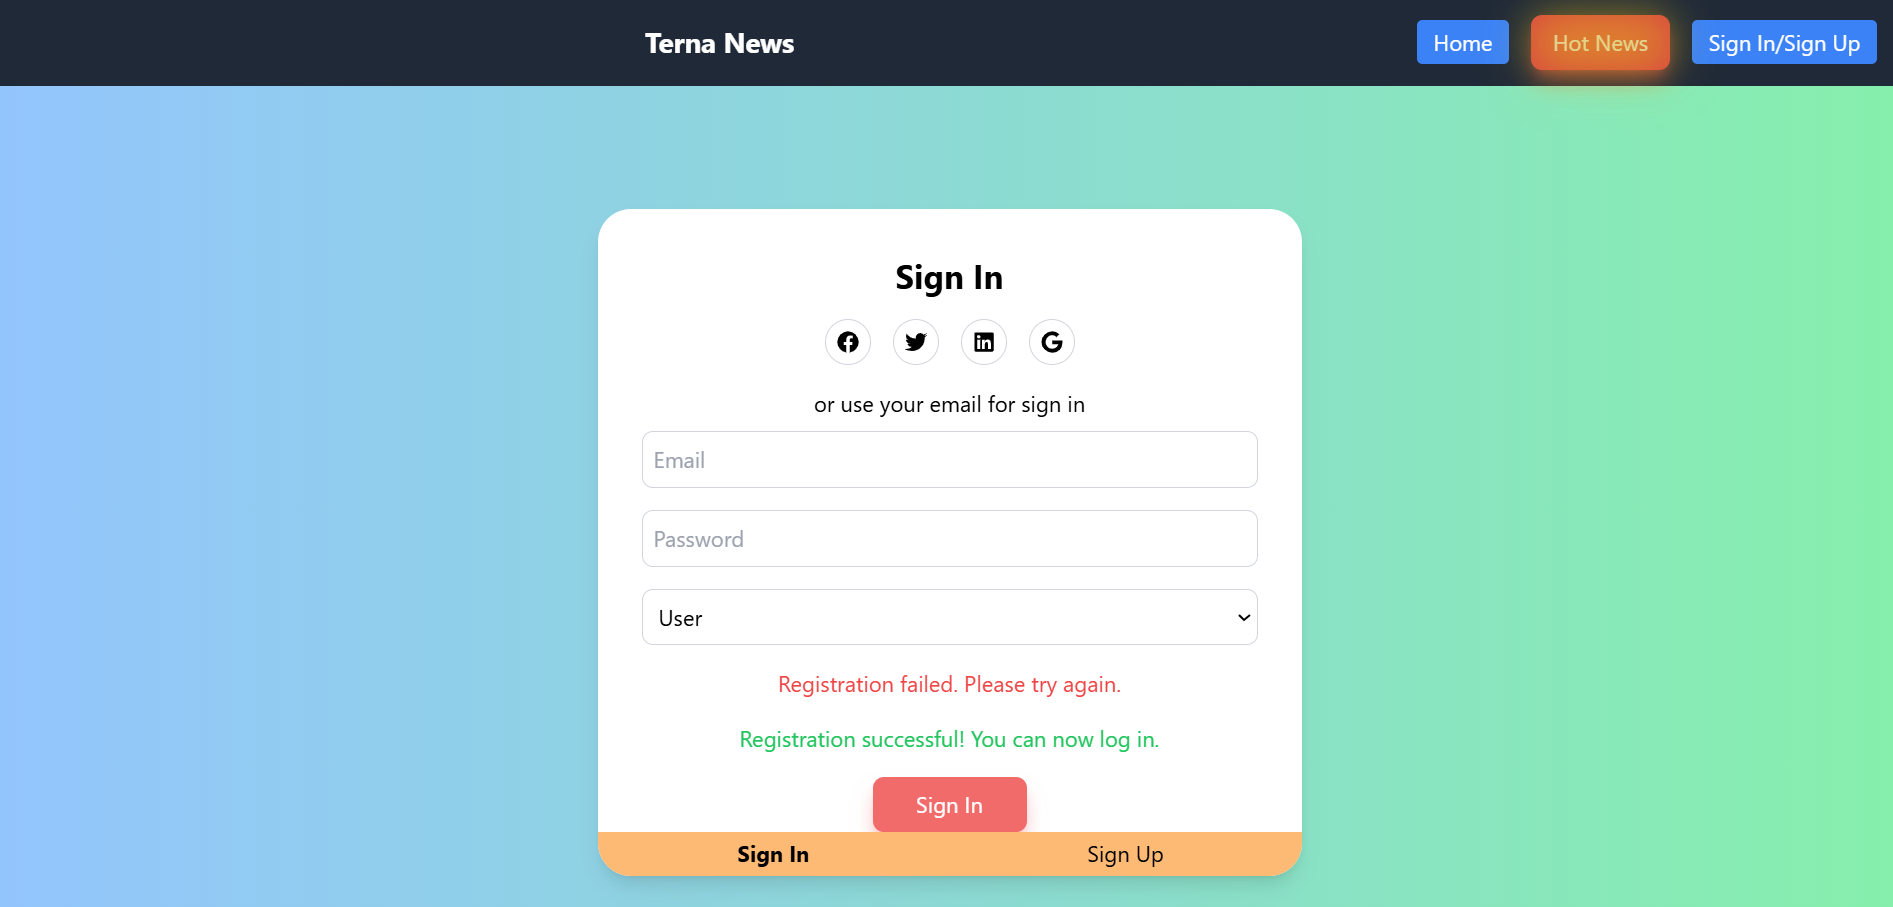 Terna News
Home
Hot News
Sign In/Sign Up
Sign In
or use your email for sign in
Email
Password
User
Registration failed. Please try again.
Registration successful! You can now log in.
Sign In
Sign In
Sign Up